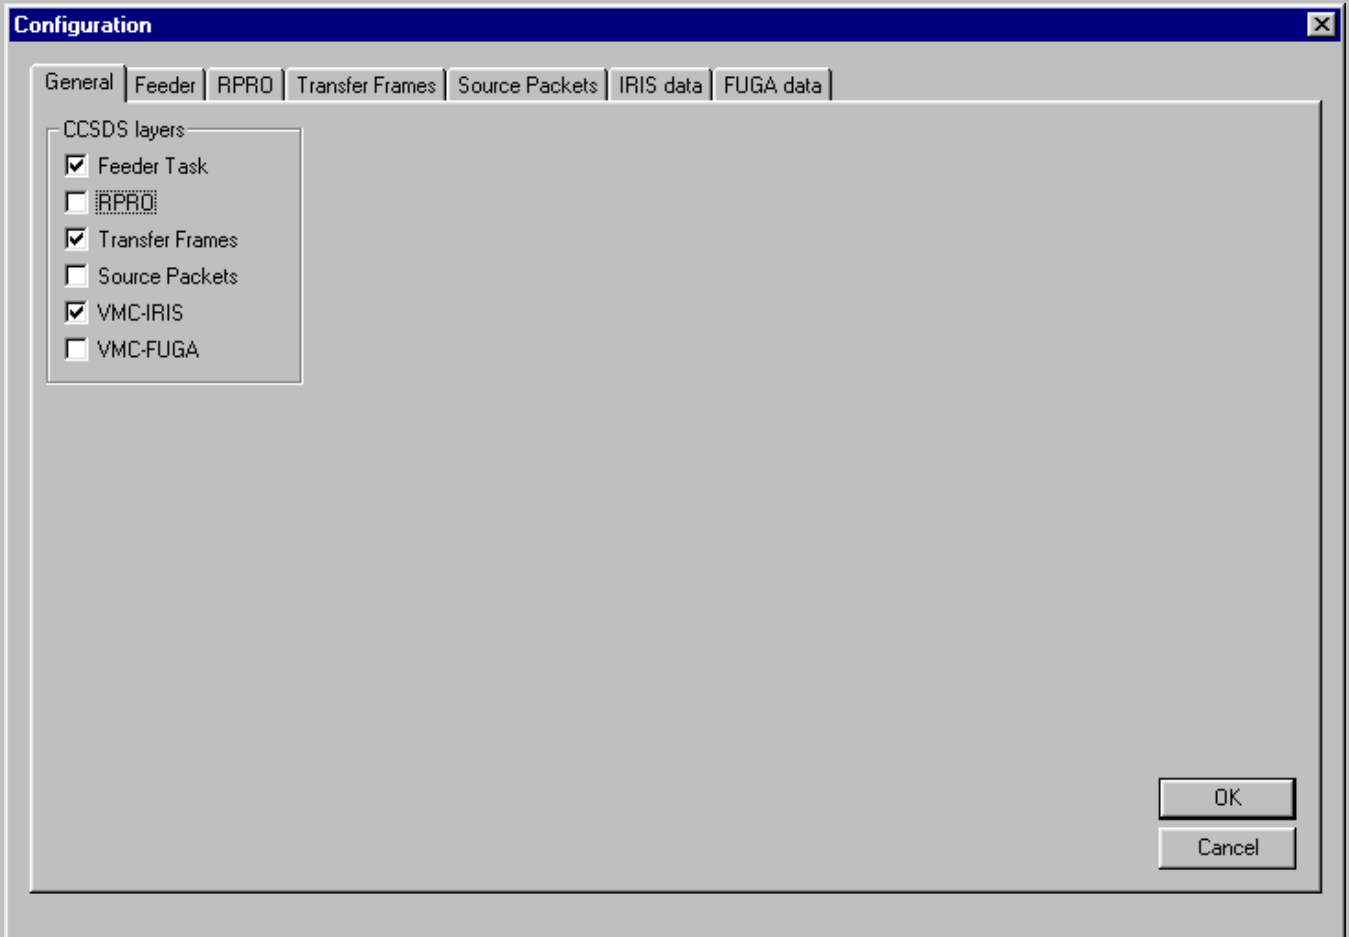 Configuration
General Feeder RPRO Transfer Frames Source Packets IRIS data FUGA data
CCSDS layers
Feeder Task
RPRO
Transfer Frames
Source Packets
VMC-IRIS
VMC-FUGA
OK
Cancel